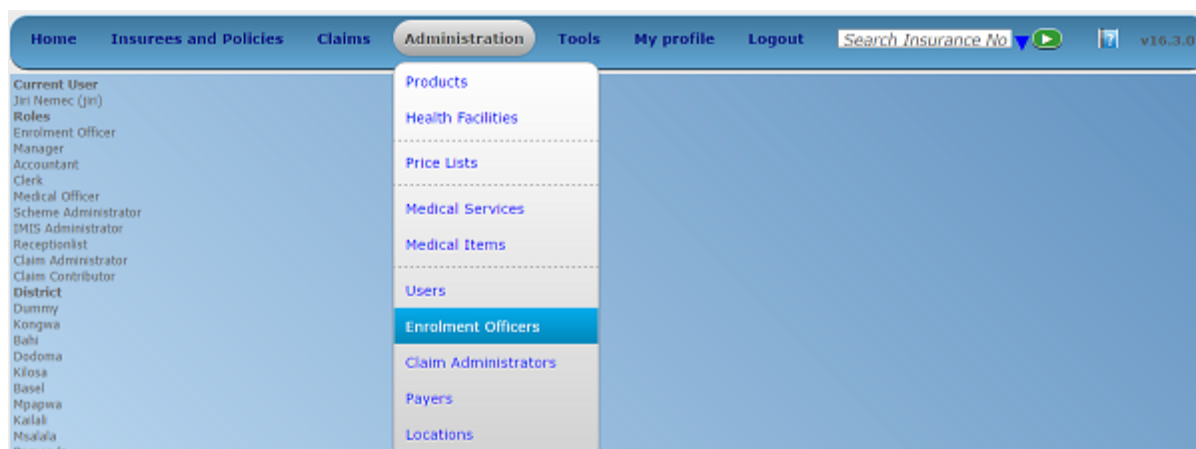 Home Insurees and Policies Claims Administration Tools My profile Logout Search Insurance No v16.3.0
Current User
Jiri Nemec (jiri)
Roles
Enrolment Officer
Manager
Accountant
Clerk
Medical Officer
Scheme Administrator
IMIS Administrator
Receptionist
Claim Administrator
Claim Contributor
District
Dummy
Kongwa
Bahi
Dodoma
Kilosa
Basel
Mpapwa
Kailali
Msalala
Products
Health Facilities
Price Lists
Medical Services
Medical Items
Users
Enrolment Officers
Claim Administrators
Payers
Locations